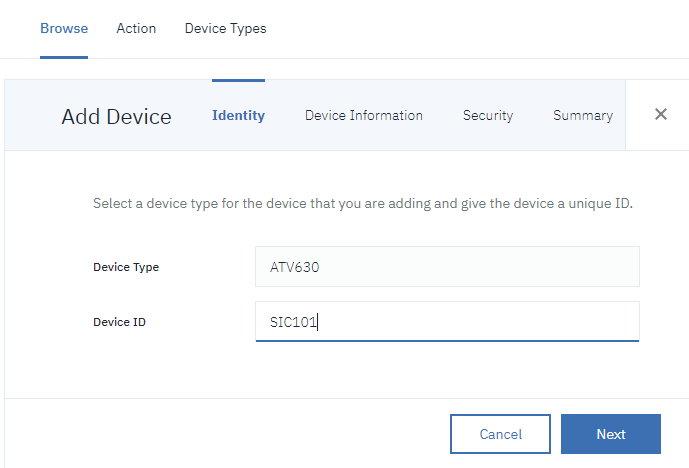 Browse Action Device Types
Add Device Identity Device Information Security Summary
Select a device type for the device that you are adding and give the device a unique ID.
Device Type ATV630
Device ID SIC101
Cancel Next